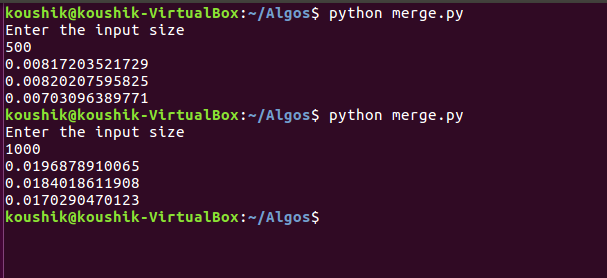 koushik@koushik-VirtualBox:~/Algos$ python merge.py
Enter the input size
500
0.00817203521729
0.00820207595825
0.00703096389771
koushik@koushik-VirtualBox:~/Algos$ python merge.py
Enter the input size
1000
0.0196878910065
0.0184018611908
0.0170290470123
koushik@koushik-VirtualBox:~/Algos$